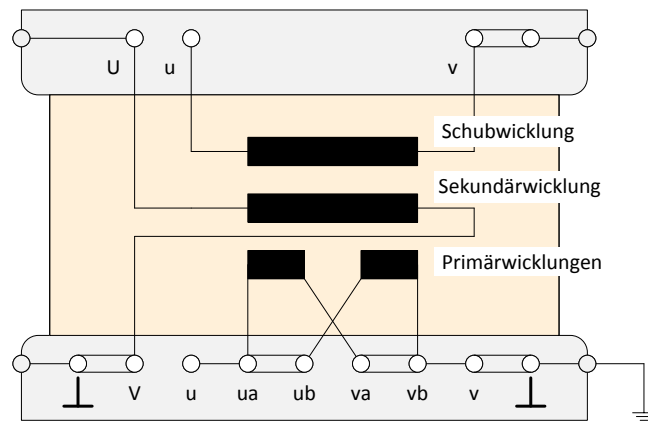 U u v
Schubwicklung
Sekundärwicklung
Primärwicklungen
V u ua ub va vb v